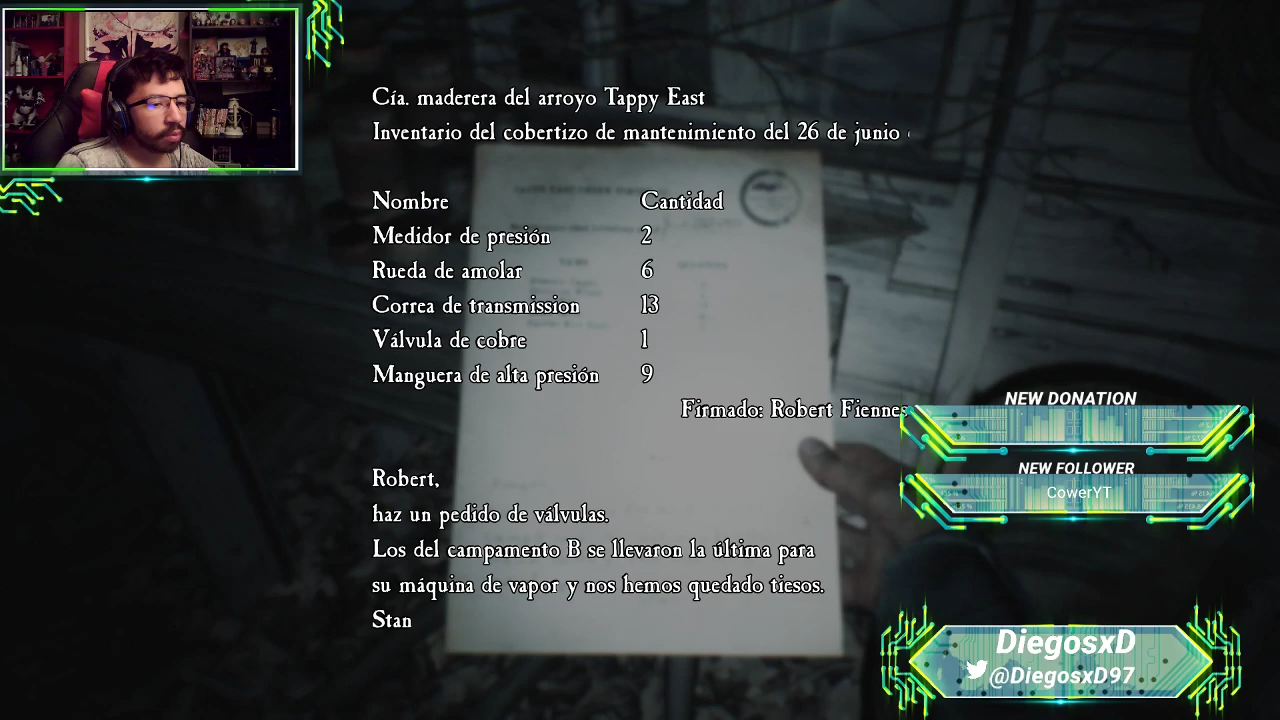 Cía. maderera del arroyo Tappy East
Inventario del cobertizo de mantenimiento del 26 de junio
Nombre Cantidad
Medidor de presión 2
Rueda de amolar 6
Correa de transmission 13
Válvula de cobre 1
Manguera de alta presión 9
Firmado: Robert Fiennes
Robert,
haz un pedido de válvulas.
Los del campamento B se llevaron la última para
su máquina de vapor y nos hemos quedado tiesos.
Stan
NEW DONATION
NEW FOLLOWER
CowerYT
DiegosxD
@DiegosxD97